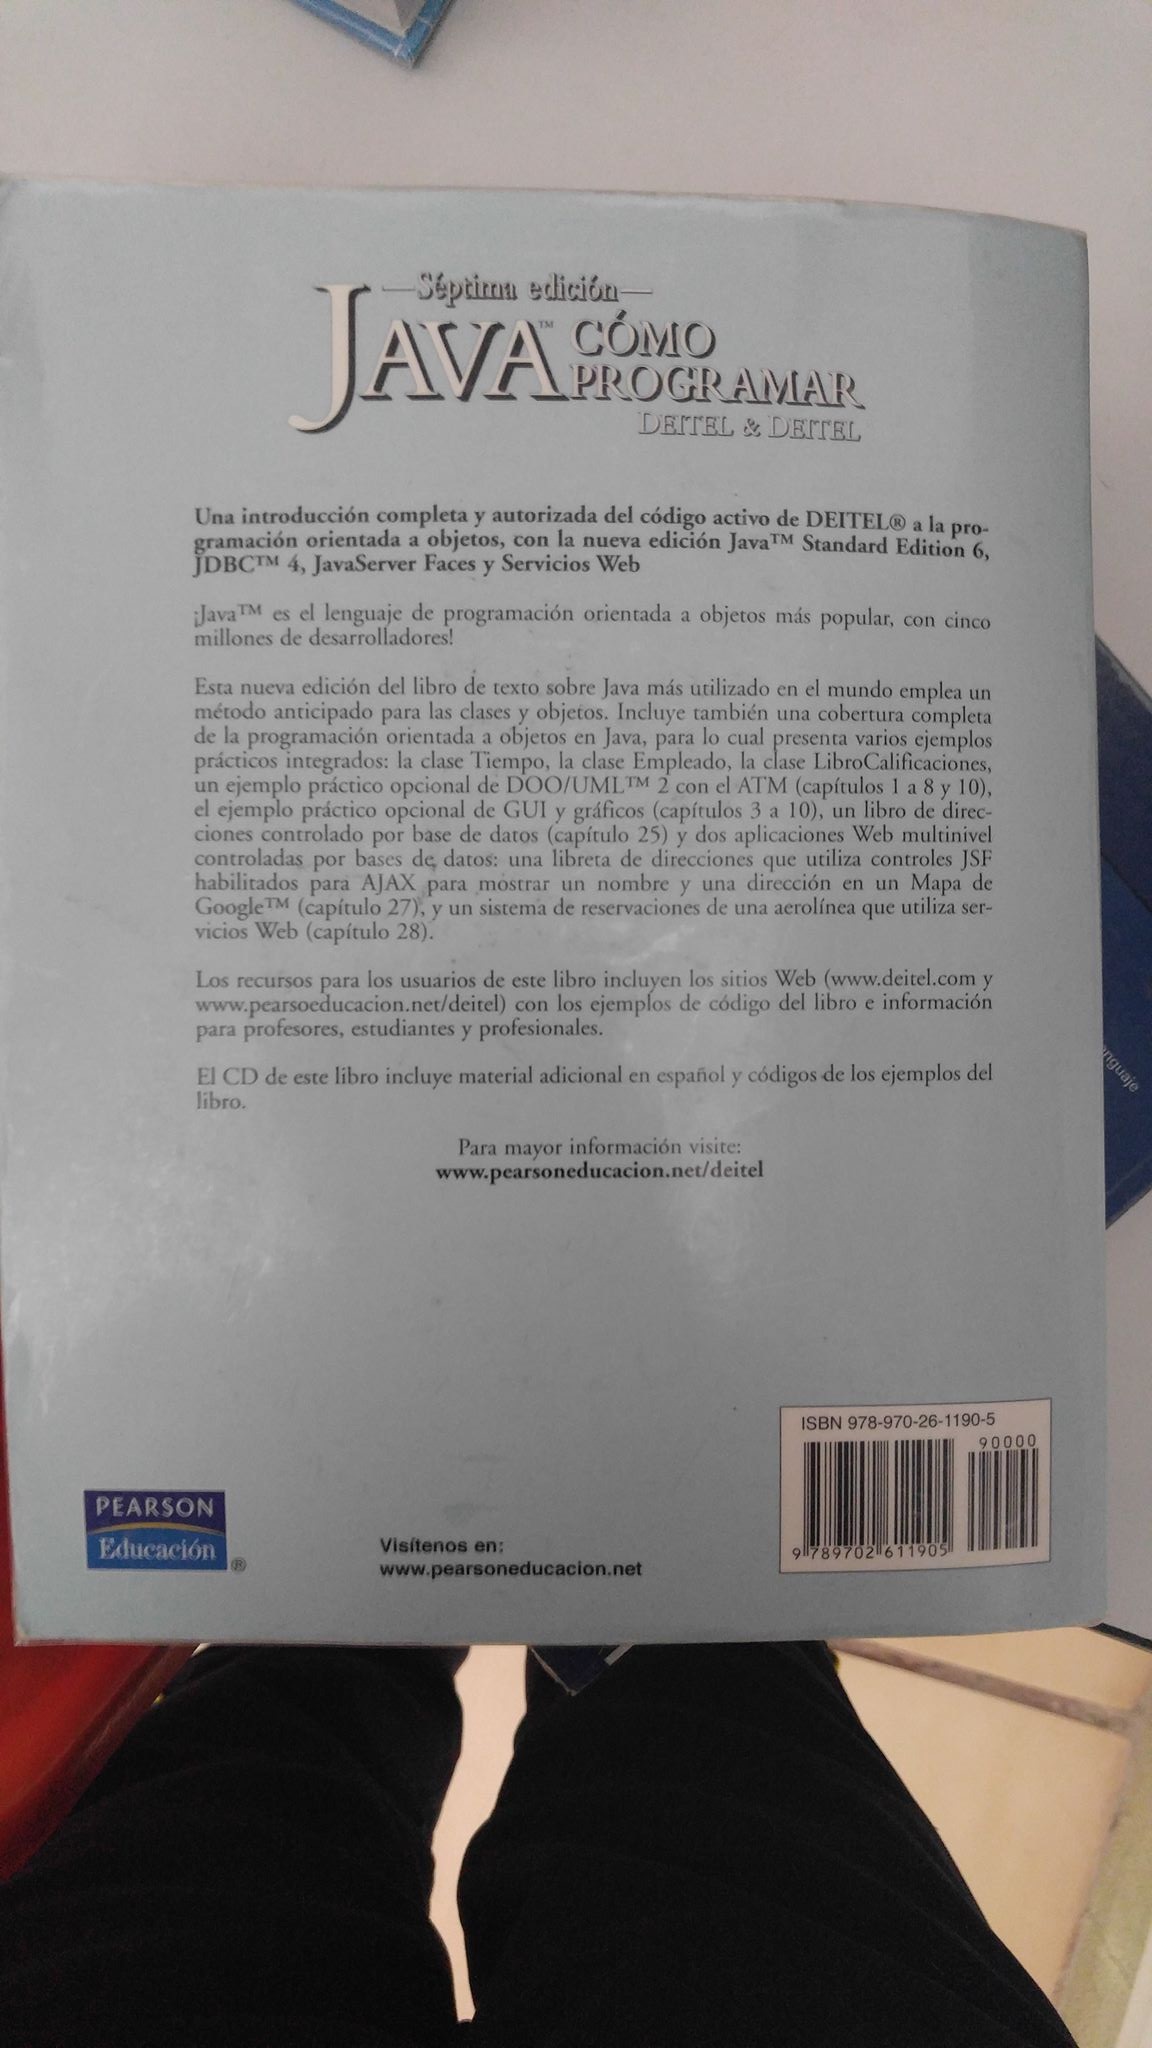 Séptima edición
JAVA™ CÓMO
PROGRAMAR
DEITEL & DEITEL
Una introducción completa y autorizada del código activo de DEITEL® a la pro-
gramación orientada a objetos, con la nueva edición Java™ Standard Edition 6,
JDBC™ 4, JavaServer Faces y Servicios Web
¡Java™ es el lenguaje de programación orientada a objetos más popular, con cinco
millones de desarrolladores!
Esta nueva edición del libro de texto sobre Java más utilizado en el mundo emplea un
método anticipado para las clases y objetos. Incluye también una cobertura completa
de la programación orientada a objetos en Java, para lo cual presenta varios ejemplos
prácticos integrados: la clase Tiempo, la clase Empleado, la clase LibroCalificaciones,
un ejemplo práctico opcional de DOO/UML™ 2 con el ATM (capítulos 1 a 8 y 10),
el ejemplo práctico opcional de GUI y gráficos (capítulos 3 a 10), un libro de direc-
ciones controlado por base de datos (capítulo 25) y dos aplicaciones Web multinivel
controladas por bases de datos: una libreta de direcciones que utiliza controles JSF
habilitados para AJAX para mostrar un nombre y una dirección en un Mapa de
Google™ (capítulo 27), y un sistema de reservaciones de una aerolínea que utiliza ser-
vicios Web (capítulo 28).
Los recursos para los usuarios de este libro incluyen los sitios Web (www.deitel.com y
www.pearsoeducacion.net/deitel) con los ejemplos de código del libro e información
para profesores, estudiantes y profesionales.
El CD de este libro incluye material adicional en español y códigos de los ejemplos del
libro.
Para mayor información visite:
www.pearsoneducacion.net/deitel
ISBN 978-970-26-1190-5
90000
9 789702 611905
PEARSON
Educación ®
Visítenos en:
www.pearsoneducacion.net